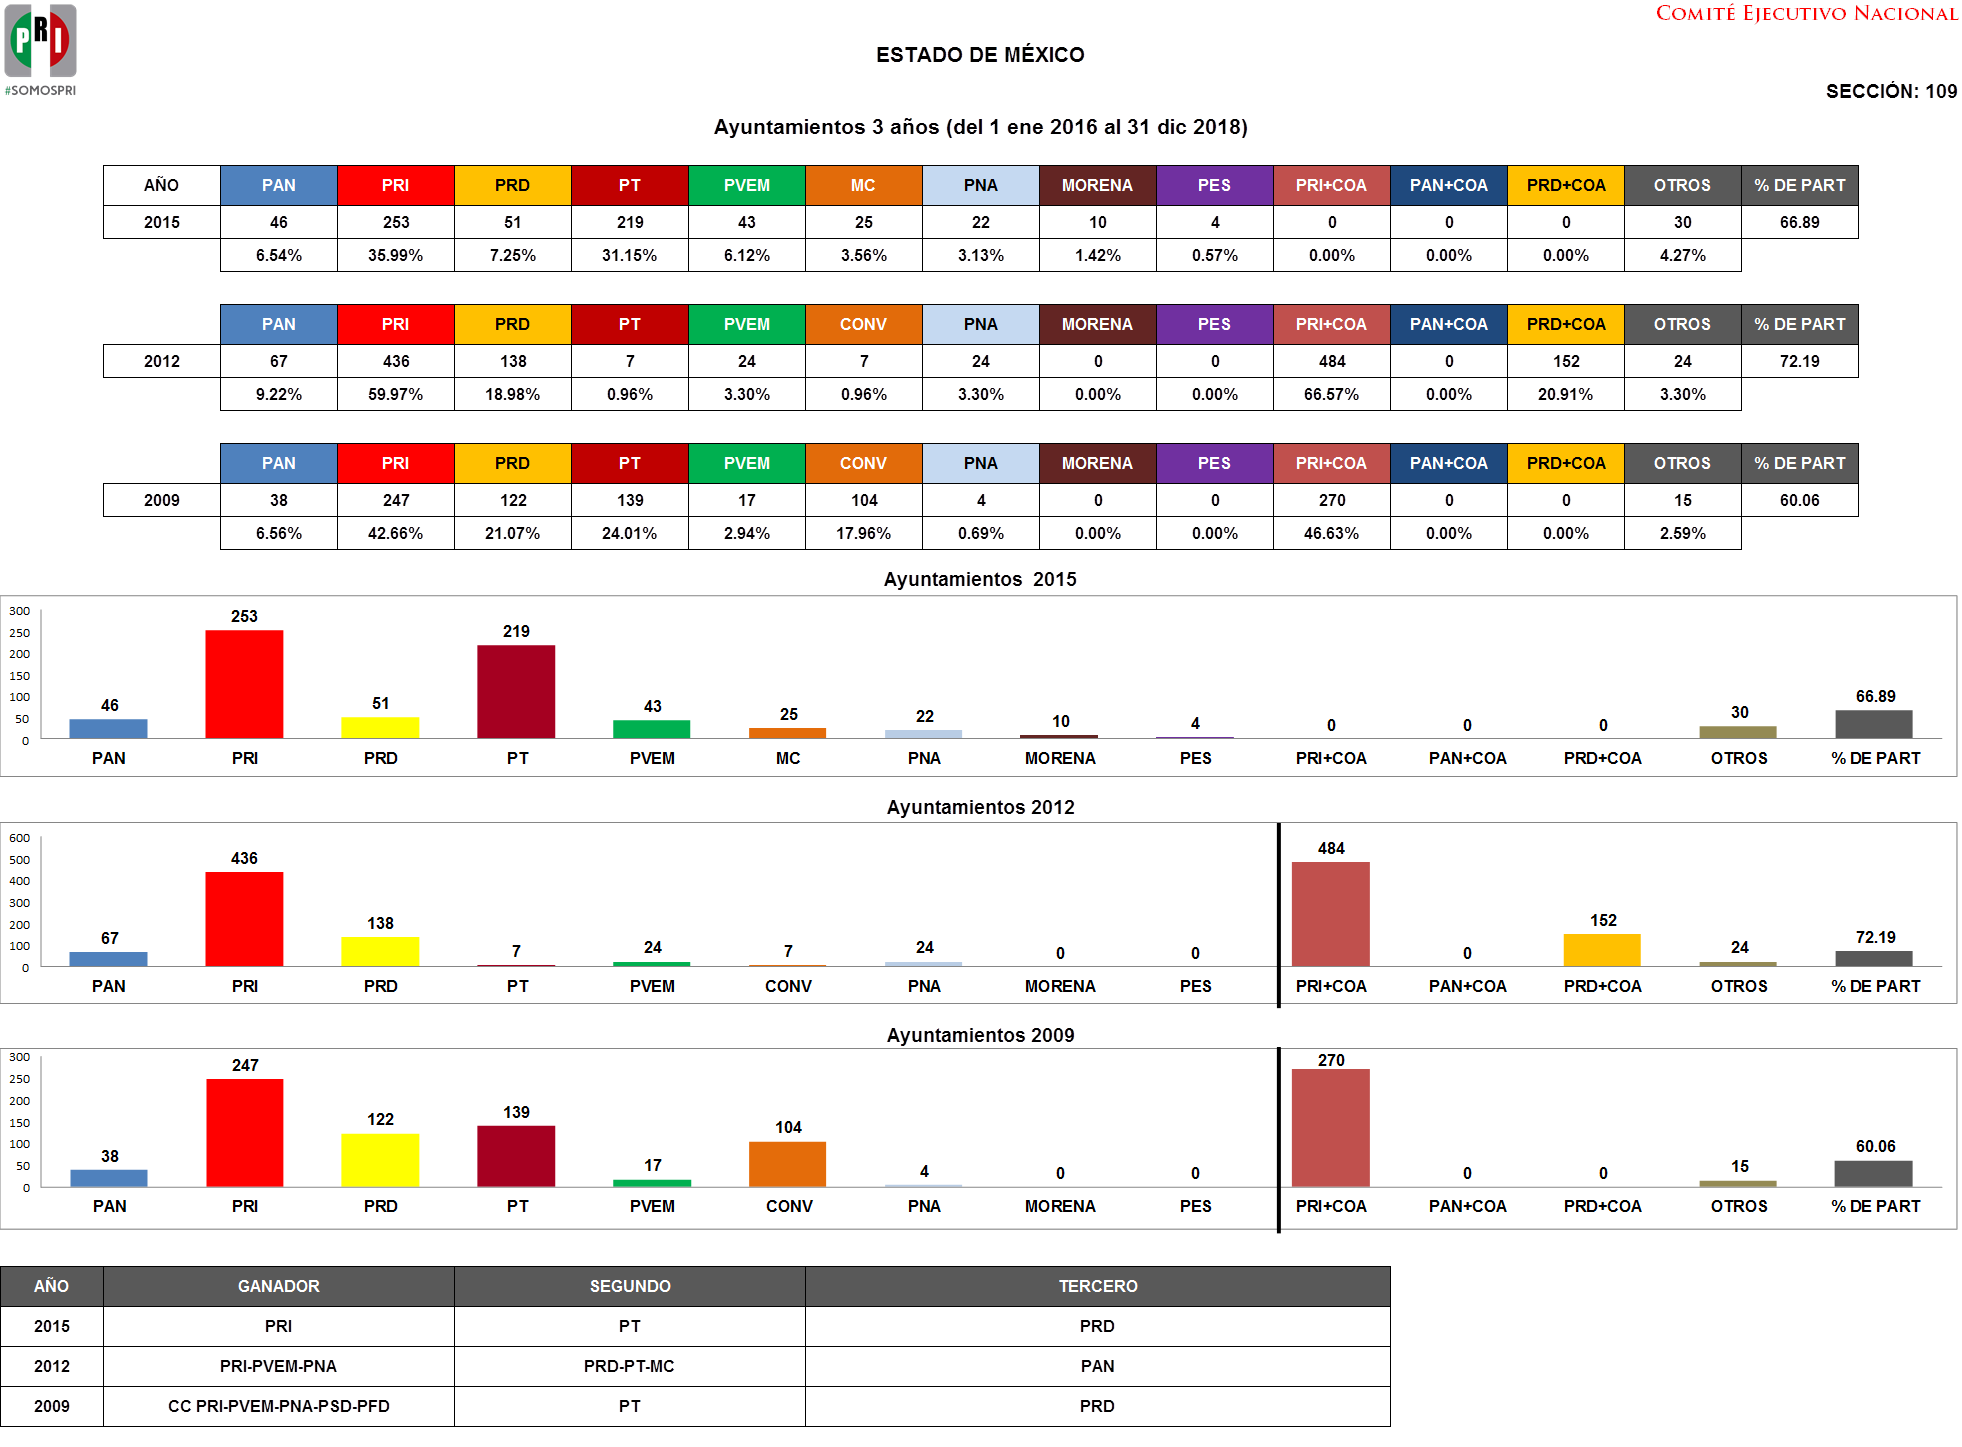 PRI
#SOMOSPRI
COMITÉ EJECUTIVO NACIONAL
ESTADO DE MÉXICO
SECCIÓN: 109
Ayuntamientos 3 años (del 1 ene 2016 al 31 dic 2018)
AÑO PAN PRI PRD PT PVEM MC PNA MORENA PES PRI+COA PAN+COA PRD+COA OTROS % DE PART
2015 46 253 51 219 43 25 22 10 4 0 0 0 30 66.89
6.54% 35.99% 7.25% 31.15% 6.12% 3.56% 3.13% 1.42% 0.57% 0.00% 0.00% 0.00% 4.27%
PAN PRI PRD PT PVEM CONV PNA MORENA PES PRI+COA PAN+COA PRD+COA OTROS % DE PART
2012 67 436 138 7 24 7 24 0 0 484 0 152 24 72.19
9.22% 59.97% 18.98% 0.96% 3.30% 0.96% 3.30% 0.00% 0.00% 66.57% 0.00% 20.91% 3.30%
PAN PRI PRD PT PVEM CONV PNA MORENA PES PRI+COA PAN+COA PRD+COA OTROS % DE PART
2009 38 247 122 139 17 104 4 0 0 270 0 0 15 60.06
6.56% 42.66% 21.07% 24.01% 2.94% 17.96% 0.69% 0.00% 0.00% 46.63% 0.00% 0.00% 2.59%
Ayuntamientos 2015
300
250
200
150
100
50
0
46 253 51 219 43 25 22 10 4 0 0 0 30 66.89
PAN PRI PRD PT PVEM MC PNA MORENA PES PRI+COA PAN+COA PRD+COA OTROS % DE PART
Ayuntamientos 2012
600
500
400
300
200
100
0
67 436 138 7 24 7 24 0 0 484 0 152 24 72.19
PAN PRI PRD PT PVEM CONV PNA MORENA PES PRI+COA PAN+COA PRD+COA OTROS % DE PART
Ayuntamientos 2009
300
250
200
150
100
50
0
38 247 122 139 17 104 4 0 0 270 0 0 15 60.06
PAN PRI PRD PT PVEM CONV PNA MORENA PES PRI+COA PAN+COA PRD+COA OTROS % DE PART
AÑO GANADOR SEGUNDO TERCERO
2015 PRI PT PRD
2012 PRI-PVEM-PNA PRD-PT-MC PAN
2009 CC PRI-PVEM-PNA-PSD-PFD PT PRD